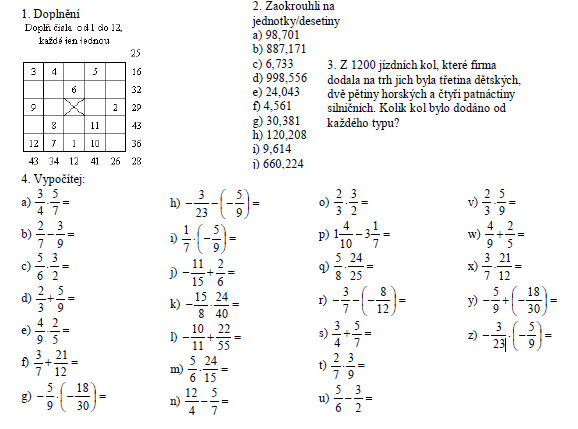 1. Doplnění
Doplň čísla od 1 do 12,
každé jen jednou
25
3 4 5 16
6 32
9 2 29
8 11 43
12 7 1 10 36
43 34 12 41 26 28
2. Zaokrouhli na
jednotky/desetiny
a) 98,701
b) 887,171
c) 6,733
d) 998,556
e) 24,043
f) 4,561
g) 30,381
h) 120,208
i) 9,614
j) 660,224
3. Z 1200 jízdních kol, které firma
dodala na trh jich byla třetina dětských,
dvě pětiny horských a čtyři patnáctiny
silničních. Kolik kol bylo dodáno od
každého typu?
4. Vypočítej:
a) 3/4 · 5/7 =
b) 2/7 − 3/9 =
c) 5/6 · 3/2 =
d) 2/3 + 5/9 =
e) 4/9 · 2/5 =
f) 3/7 + 21/12 =
g) −5/9 · (−18/30) =
h) −3/23 − (−5/9) =
i) 1/7 · (−5/9) =
j) −11/15 + 2/6 =
k) −15/8 · 24/40 =
l) −10/11 + 22/55 =
m) 5/6 · 24/15 =
n) 12/4 − 5/7 =
o) 2/3 · 3/2 =
p) 1 4/10 − 3 1/7 =
q) 5/8 · 24/25 =
r) −3/7 − (−8/12) =
s) 3/4 + 5/7 =
t) 2/7 · 3/9 =
u) 5/6 − 3/2 =
v) 2/3 · 5/9 =
w) 4/9 + 2/5 =
x) 3/7 · 21/12 =
y) −5/9 + (−18/30) =
z) −3/23 · (−5/9) =